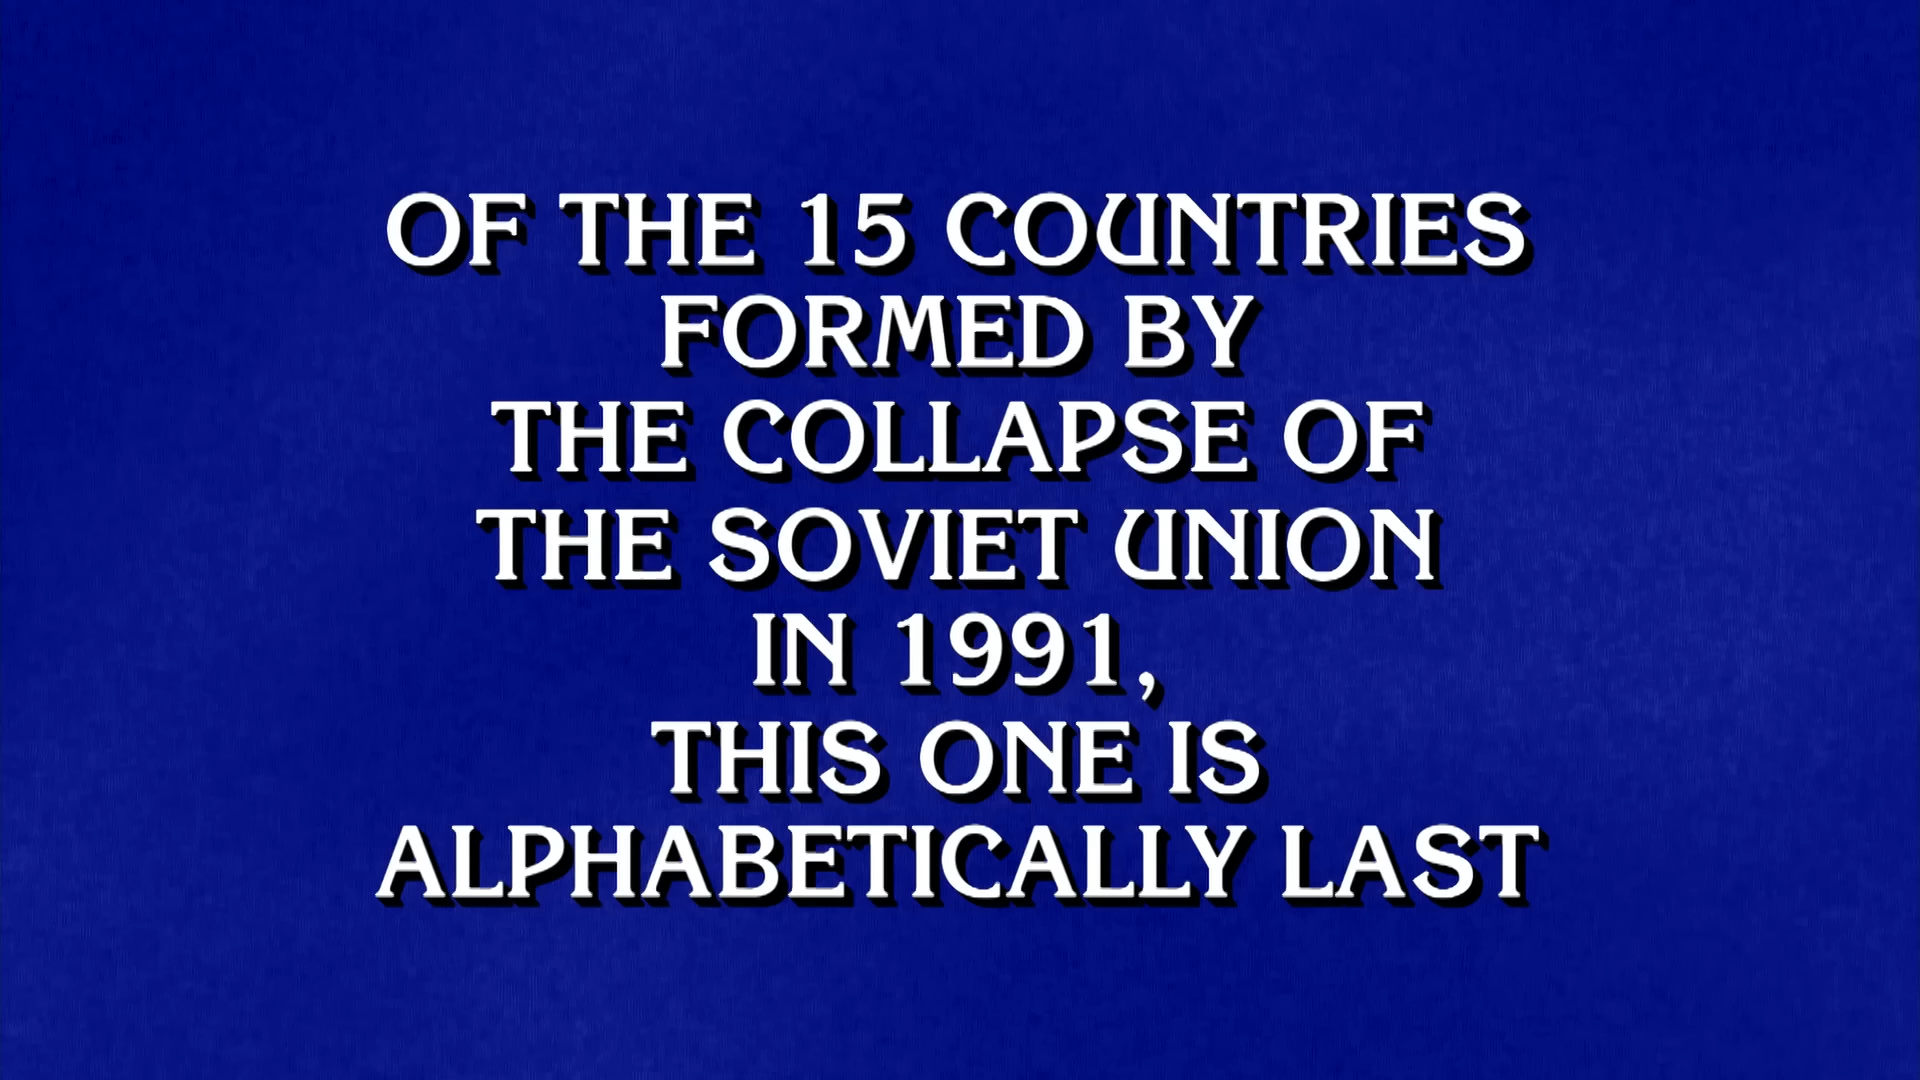 OF THE 15 COUNTRIES
FORMED BY
THE COLLAPSE OF
THE SOVIET UNION
IN 1991,
THIS ONE IS
ALPHABETICALLY LAST